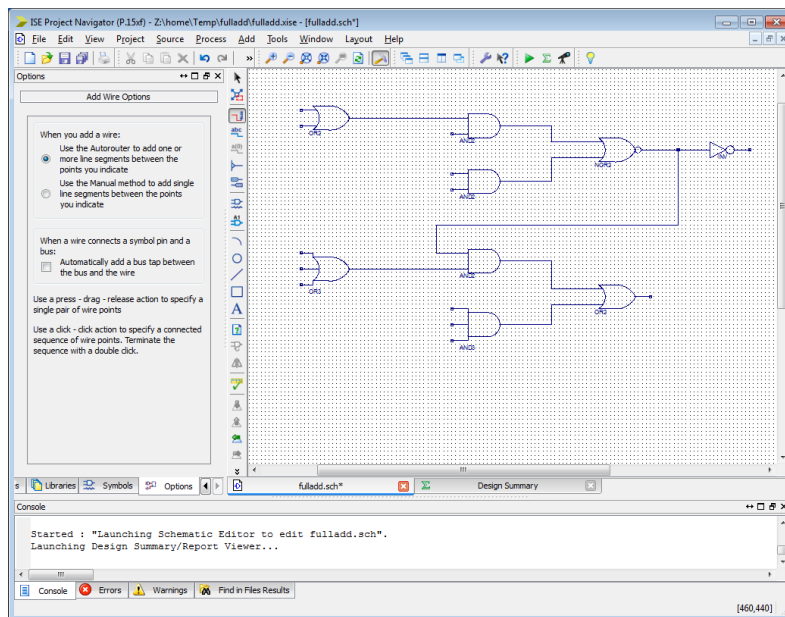 ISE Project Navigator (P.15xf) - Z:\home\Temp\fulladd\fulladd.xise - [fulladd.sch*]
File Edit View Project Source Process Add Tools Window Layout Help
Options
Add Wire Options
When you add a wire:
Use the Autorouter to add one or
more line segments between the
points you indicate
Use the Manual method to add single
line segments between the points
you indicate
When a wire connects a symbol pin and a
bus:
Automatically add a bus tap between
the bus and the wire
Use a press - drag - release action to specify a
single pair of wire points
Use a click - click action to specify a connected
sequence of wire points. Terminate the
sequence with a double click.
OR2
AND2
NOR2
INV
AND2
AND2
OR3
OR2
AND3
s Libraries Symbols Options
fulladd.sch*
Design Summary
Console
Started : "Launching Schematic Editor to edit fulladd.sch".
Launching Design Summary/Report Viewer...
Console Errors Warnings Find in Files Results
[460,440]